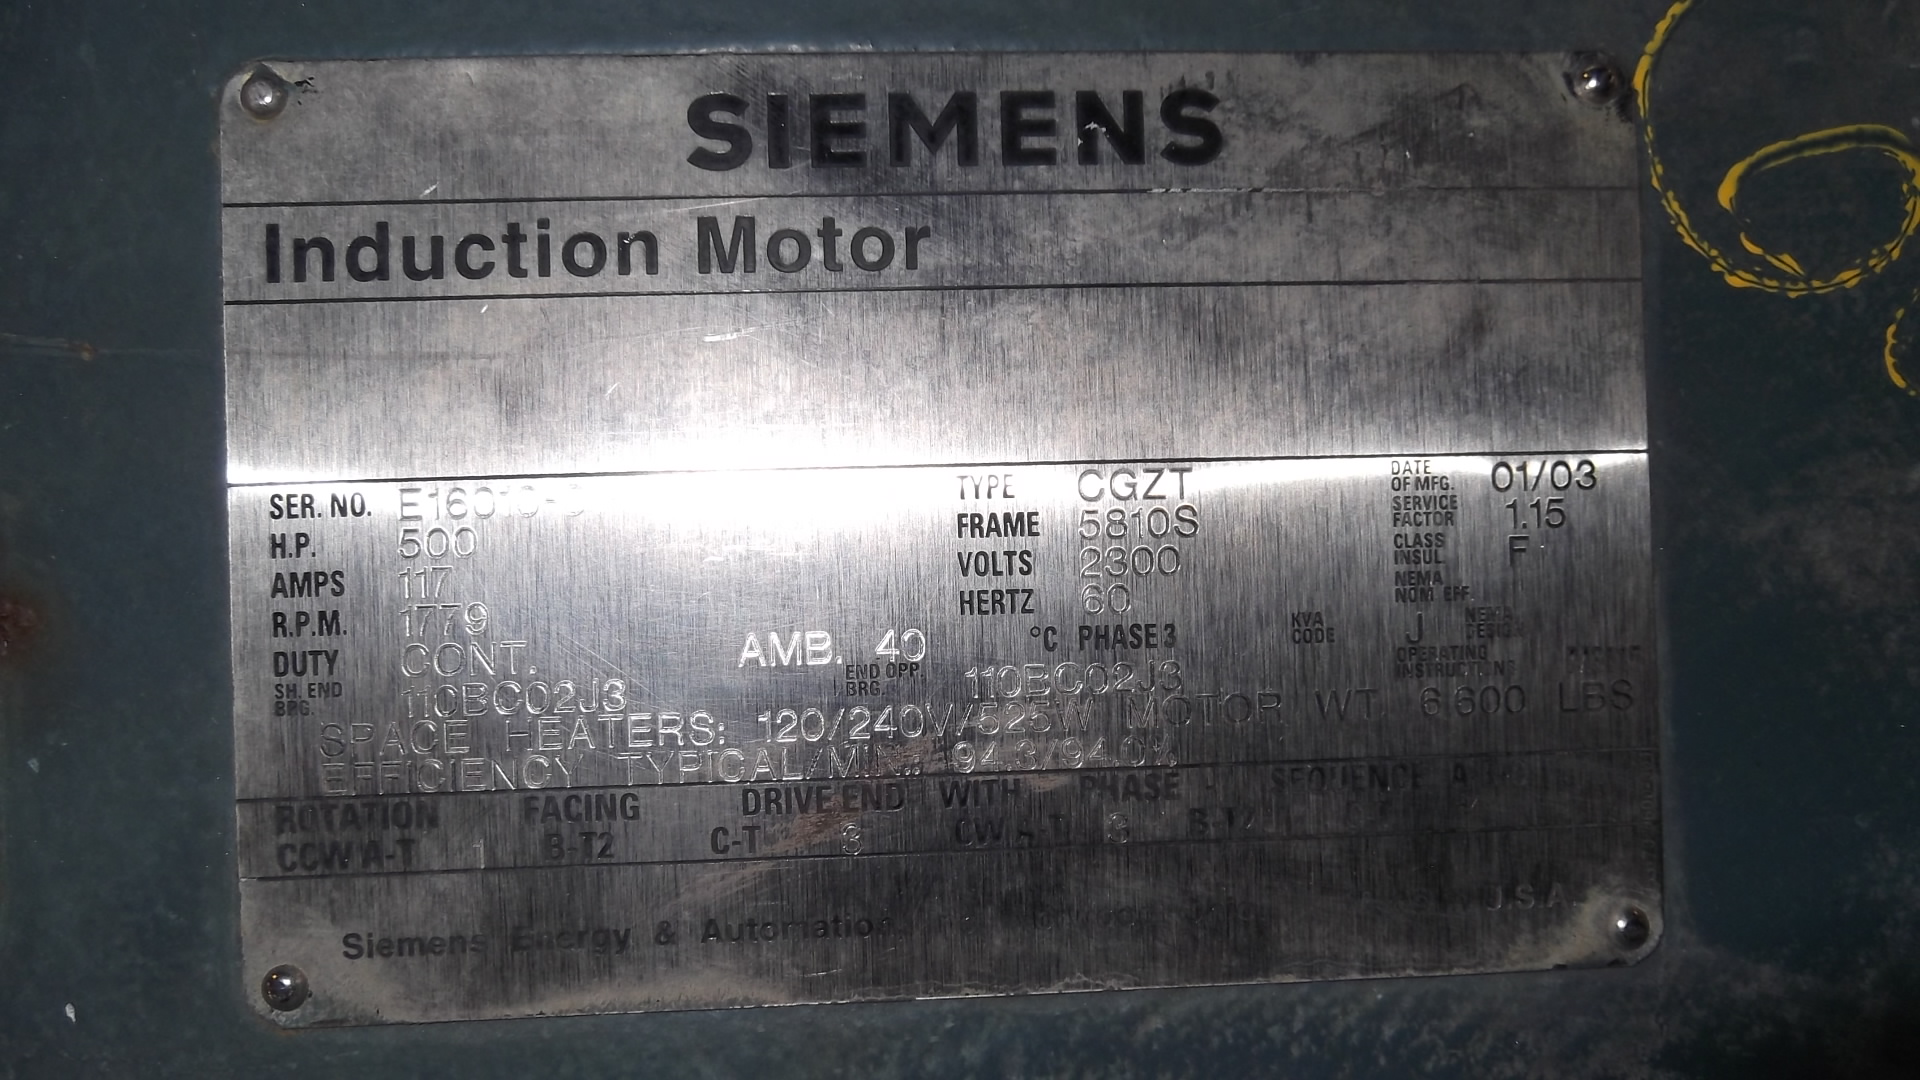 SIEMENS
Induction Motor
SER. NO. TYPE CGZT DATE OF MFG. 01/03
H.P. 500 FRAME 5810S SERVICE FACTOR 1.15
AMPS 117 VOLTS 2300 CLASS INSUL. F
R.P.M. 1779 HERTZ 60 NEMA NOM EFF.
DUTY CONT. AMB. 40 °C PHASE 3 KVA CODE J NEMA DESIGN
SH. END BRG. 110BC02J3 END OPP. BRG. 110BC02J3 OPERATING INSTRUCTIONS
SPACE HEATERS: 120/240V/525W MOTOR WT. 6600 LBS
EFFICIENCY TYPICAL/MIN.: 94.3/94.0%
ROTATION FACING DRIVE END WITH PHASE SEQUENCE
CCW A-T 1 B-T2 C-T 3 CW A-T 3 B-T2
Siemens Energy & Automation U.S.A.